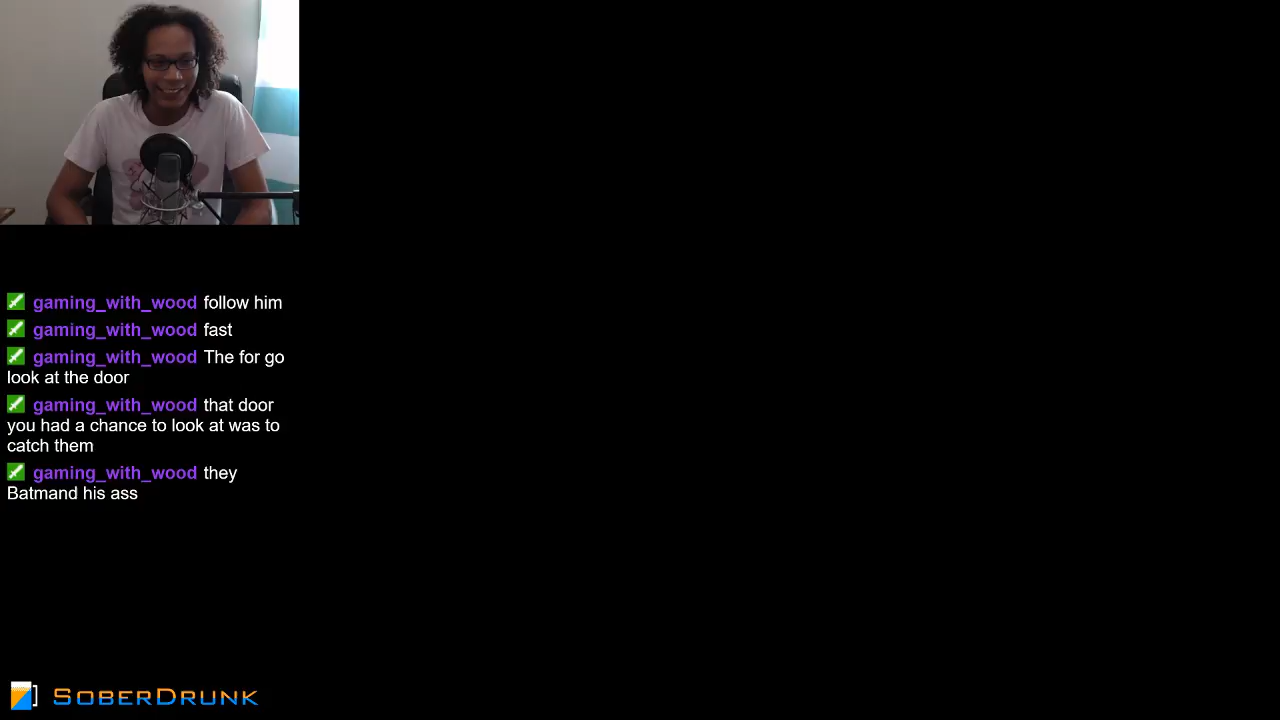 gaming_with_wood follow him
gaming_with_wood fast
gaming_with_wood The for go
look at the door
gaming_with_wood that door
you had a chance to look at was to
catch them
gaming_with_wood they
Batmand his ass
SOBERDRUNK